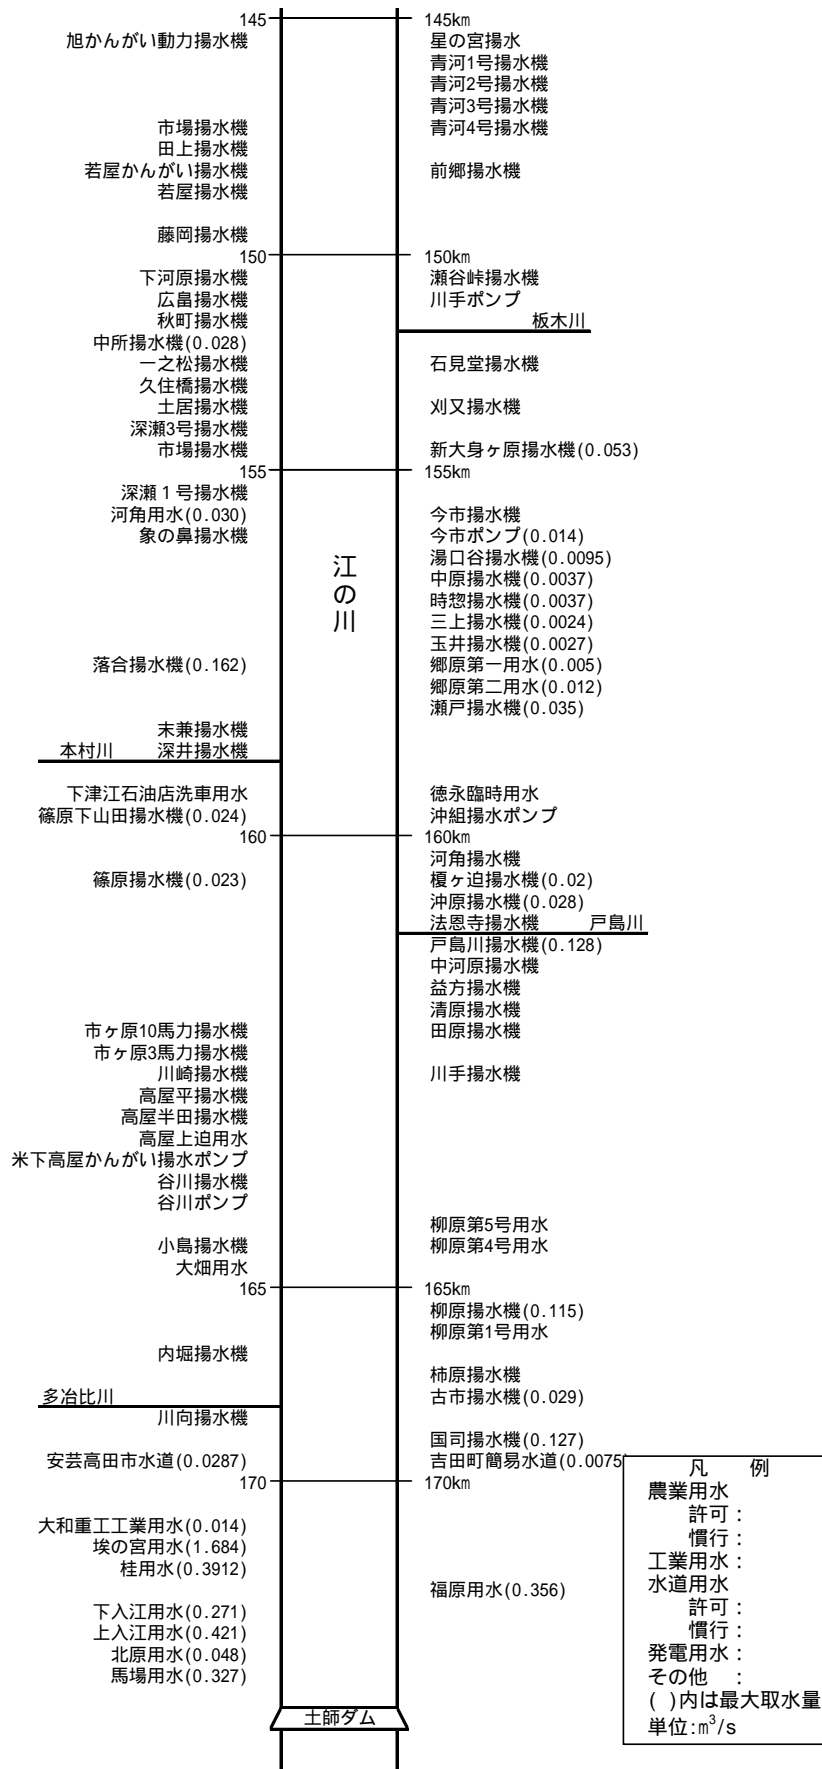 145
145km
旭かんがい動力揚水機
星の宮揚水
青河1号揚水機
青河2号揚水機
青河3号揚水機
市場揚水機
青河4号揚水機
田上揚水機
若屋かんがい揚水機
前郷揚水機
若屋揚水機
藤岡揚水機
150
150km
下河原揚水機
瀬谷峠揚水機
広畠揚水機
川手ポンプ
秋町揚水機
板木川
中所揚水機(0.028)
一之松揚水機
石見堂揚水機
久住橋揚水機
土居揚水機
刈又揚水機
深瀬3号揚水機
市場揚水機
新大身ヶ原揚水機(0.053)
155
155km
深瀬１号揚水機
河角用水(0.030)
今市揚水機
象の鼻揚水機
今市ポンプ(0.014)
江の川
湯口谷揚水機(0.0095)
中原揚水機(0.0037)
時惣揚水機(0.0037)
三上揚水機(0.0024)
玉井揚水機(0.0027)
落合揚水機(0.162)
郷原第一用水(0.005)
郷原第二用水(0.012)
瀬戸揚水機(0.035)
末兼揚水機
本村川
深井揚水機
下津江石油店洗車用水
徳永臨時用水
篠原下山田揚水機(0.024)
沖組揚水ポンプ
160
160km
河角揚水機
篠原揚水機(0.023)
榎ヶ迫揚水機(0.02)
沖原揚水機(0.028)
法恩寺揚水機
戸島川
戸島川揚水機(0.128)
中河原揚水機
益方揚水機
清原揚水機
市ヶ原10馬力揚水機
田原揚水機
市ヶ原3馬力揚水機
川崎揚水機
川手揚水機
高屋平揚水機
高屋半田揚水機
高屋上迫用水
米下高屋かんがい揚水ポンプ
谷川揚水機
谷川ポンプ
柳原第5号用水
小島揚水機
柳原第4号用水
大畑用水
165
165km
柳原揚水機(0.115)
柳原第1号用水
内堀揚水機
柿原揚水機
多冶比川
古市揚水機(0.029)
川向揚水機
国司揚水機(0.127)
安芸高田市水道(0.0287)
吉田町簡易水道(0.0075)
170
170km
大和重工工業用水(0.014)
埃の宮用水(1.684)
桂用水(0.3912)
福原用水(0.356)
下入江用水(0.271)
上入江用水(0.421)
北原用水(0.048)
馬場用水(0.327)
土師ダム
凡　例
農業用水
許可：
慣行：
工業用水：
水道用水
許可：
慣行：
発電用水：
その他　：
(　)内は最大取水量
単位:m³/s